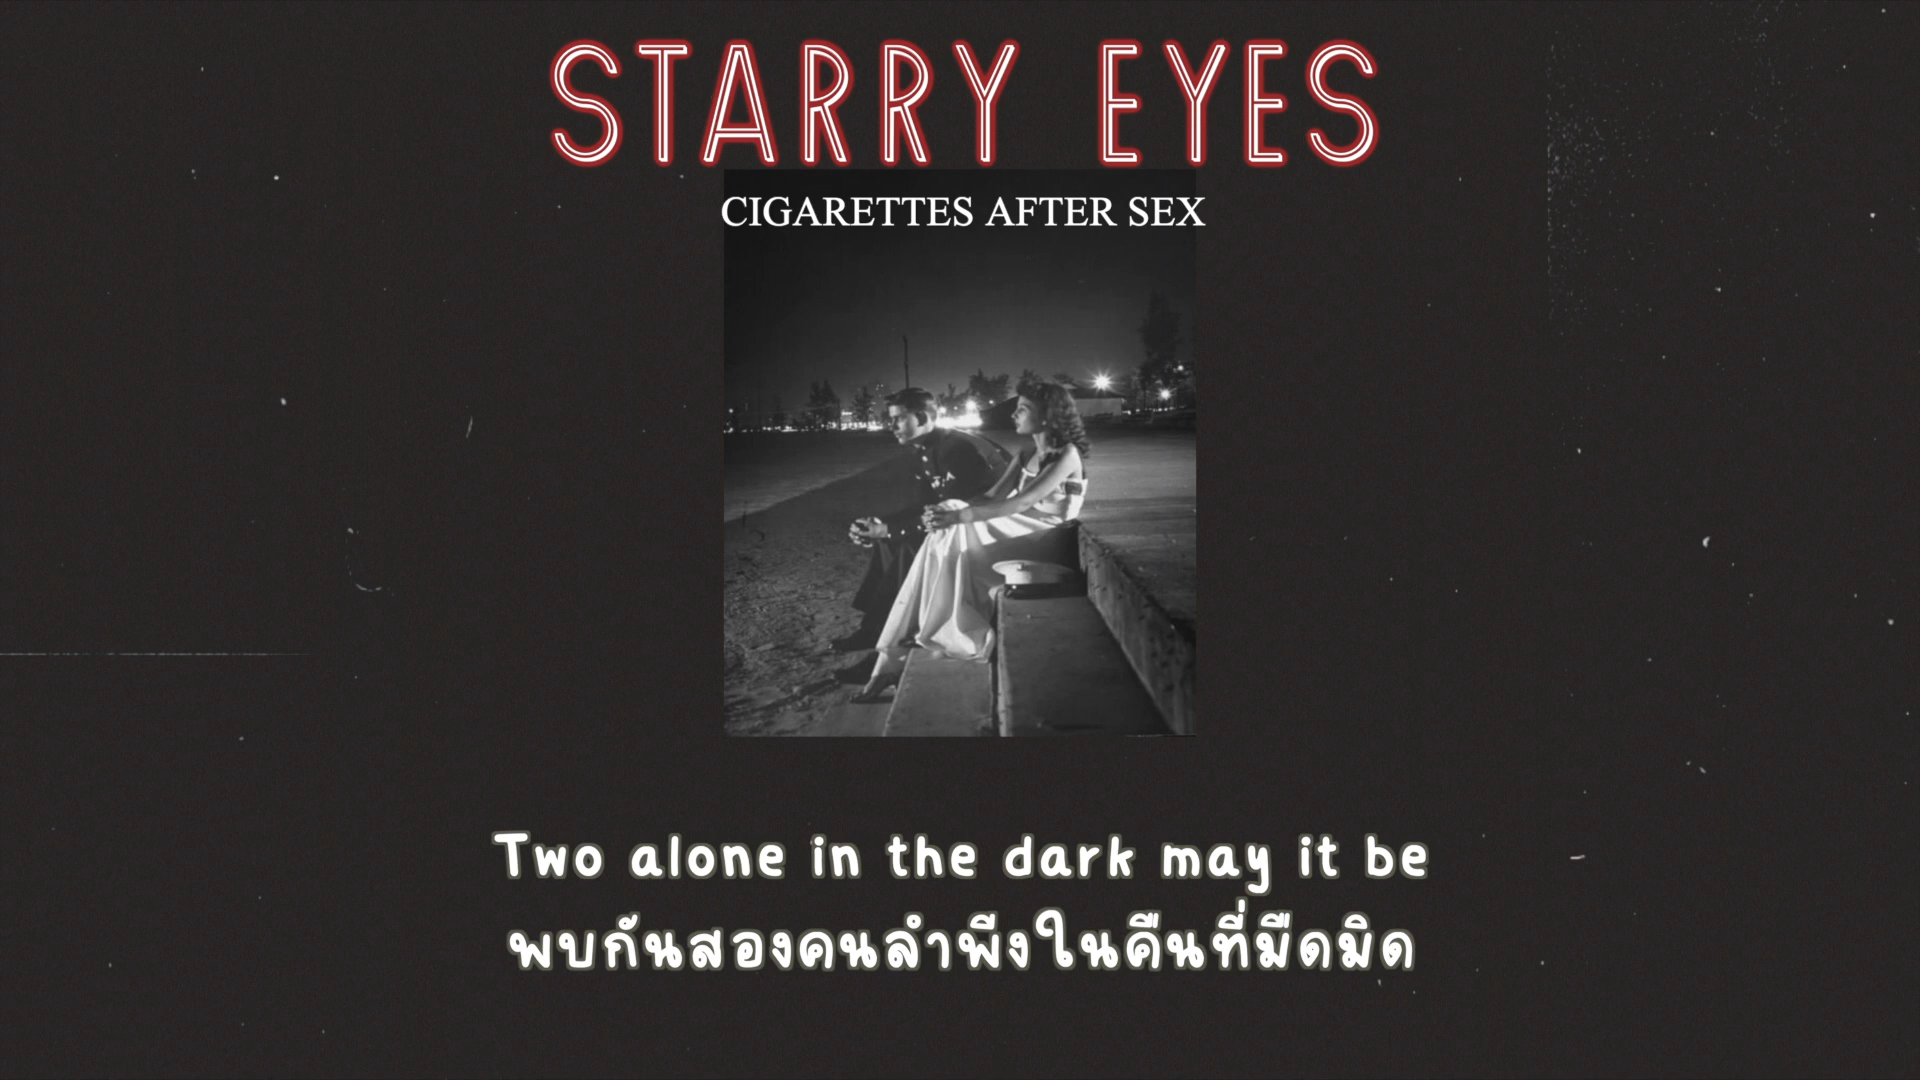 STARRY EYES
CIGARETTES AFTER SEX
Two alone in the dark may it be
พบกันสองคนลำพึงในคืนที่มืดมิด